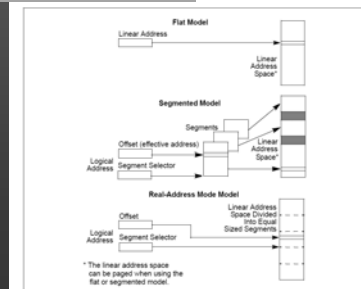 Flat Model
Linear Address
Linear
Address
Space*
Segmented Model
Segments
Offset (effective address)
Logical
Address
Segment Selector
Linear
Address
Space*
Real-Address Mode Model
Linear Address
Space Divided
Into Equal
Sized Segments
Offset
Logical
Address
Segment Selector
* The linear address space
can be paged when using the
flat or segmented model.